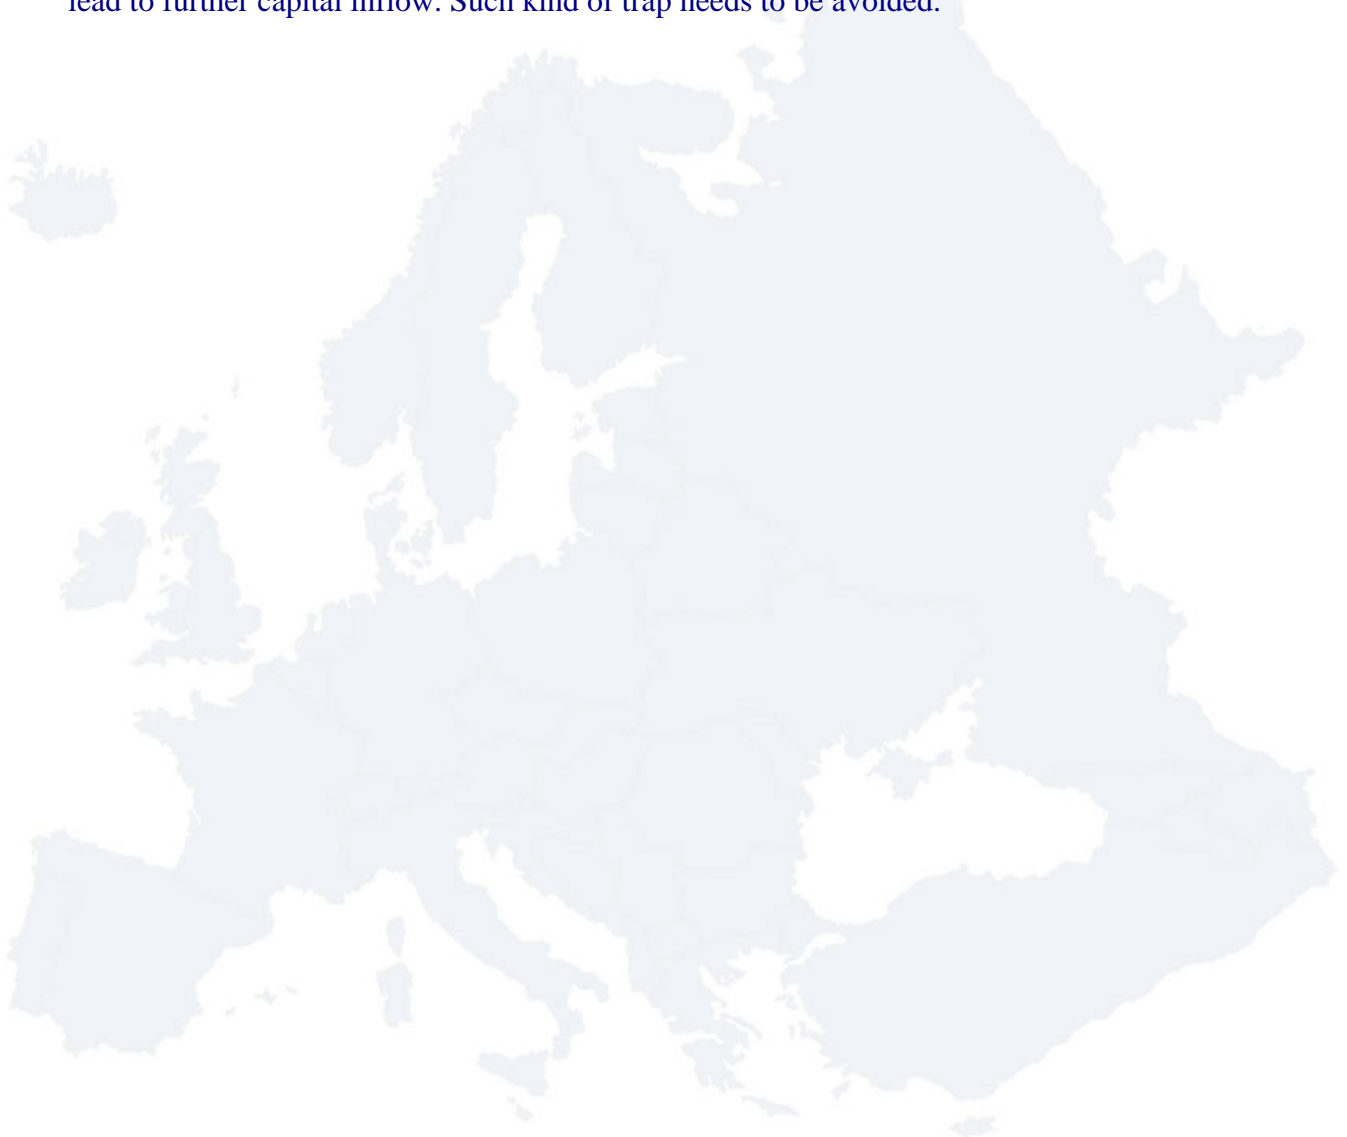 lead to further capital inflow. Such kind of trap needs to be avoided.